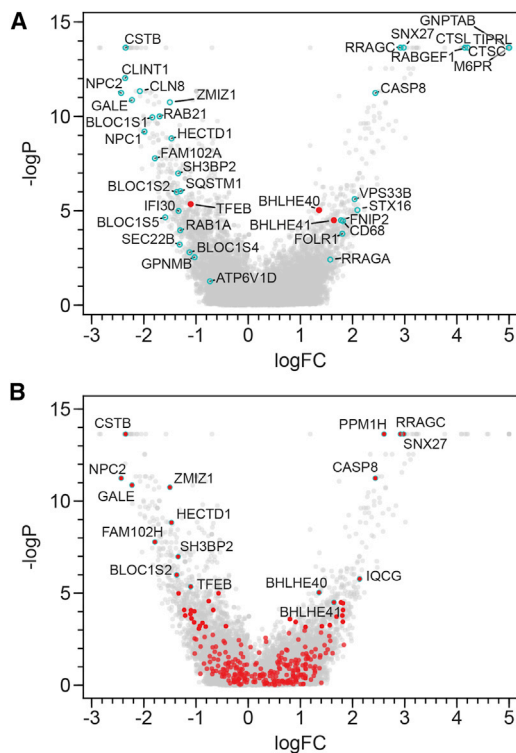 A
GNPTAB
SNX27
CTSL TIPRL
CSTB
RRAGC
RABGEF1
CTSC
M6PR
CLINT1
NPC2
CLN8
CASP8
GALE
ZMIZ1
BLOC1S1
RAB21
NPC1
HECTD1
FAM102A
SH3BP2
BLOC1S2
SQSTM1
VPS33B
IFI30
TFEB
BHLHE40
STX16
BLOC1S5
RAB1A
BHLHE41
FNIP2
FOLR1
CD68
SEC22B
BLOC1S4
GPNMB
RRAGA
ATP6V1D
-logP
15
10
5
0
-3 -2 -1 0 1 2 3 4 5
logFC
B
CSTB
PPM1H
RRAGC
SNX27
NPC2
CASP8
GALE
ZMIZ1
HECTD1
FAM102H
SH3BP2
BLOC1S2
TFEB
BHLHE40
IQCG
BHLHE41
-logP
15
10
5
0
-3 -2 -1 0 1 2 3 4 5
logFC